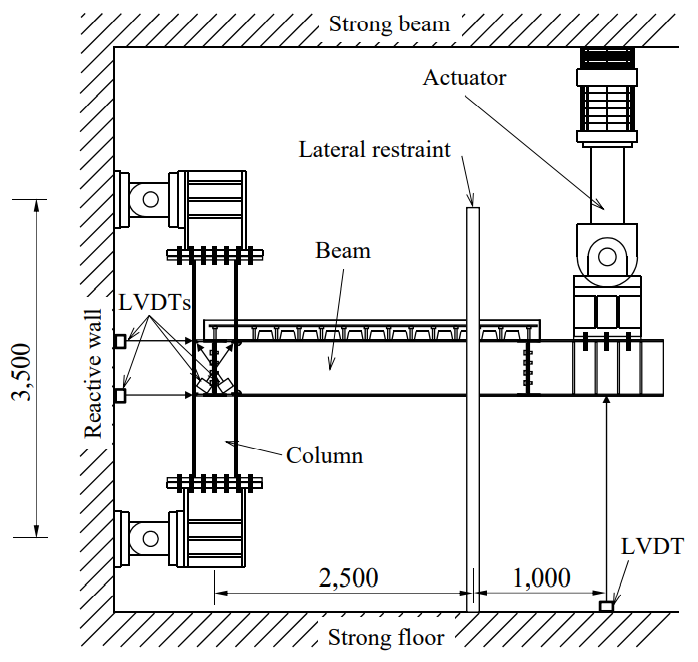 Strong beam
Actuator
Lateral restraint
Beam
LVDTs
Reactive wall
3,500
Column
LVDT
2,500
1,000
Strong floor